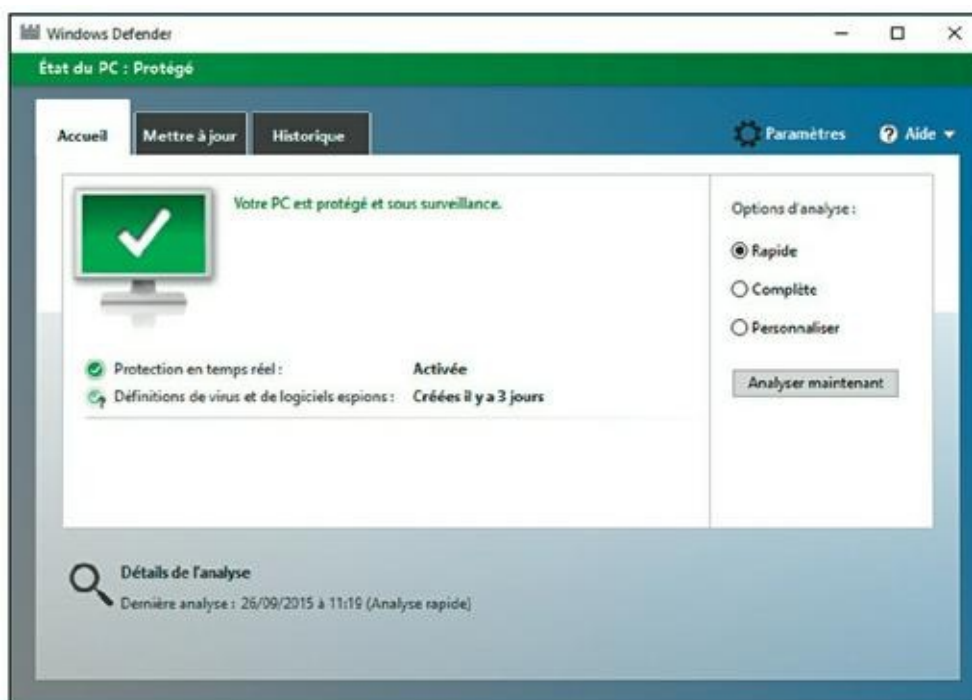 Windows Defender
État du PC : Protégé
Accueil
Mettre à jour
Historique
Paramètres
? Aide
Votre PC est protégé et sous surveillance.
Options d'analyse :
Rapide
Complète
Personnaliser
Protection en temps réel : Activée
Définitions de virus et de logiciels espions : Créées il y a 3 jours
Analyser maintenant
Détails de l'analyse
Dernière analyse : 26/09/2015 à 11:19 (Analyse rapide)